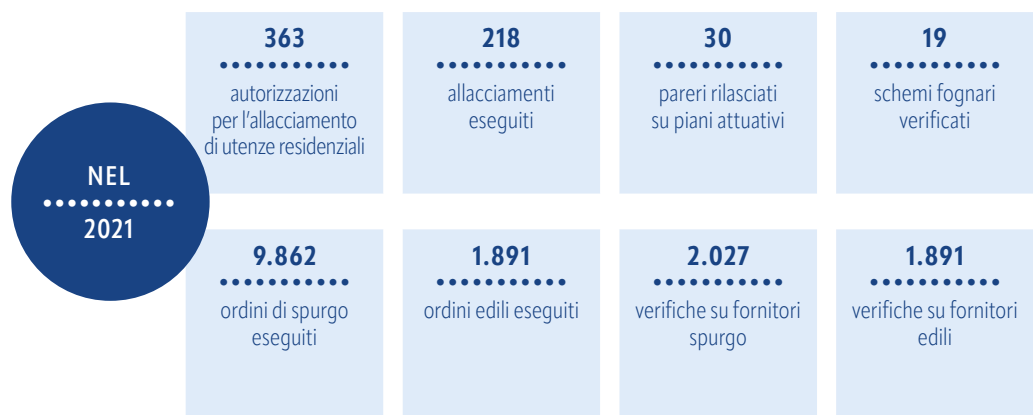 NEL
2021
363
autorizzazioni
per l'allacciamento
di utenze residenziali
218
allacciamenti
eseguiti
30
pareri rilasciati
su piani attuativi
19
schemi fognari
verificati
9.862
ordini di spurgo
eseguiti
1.891
ordini edili eseguiti
2.027
verifiche su fornitori
spurgo
1.891
verifiche su fornitori
edili